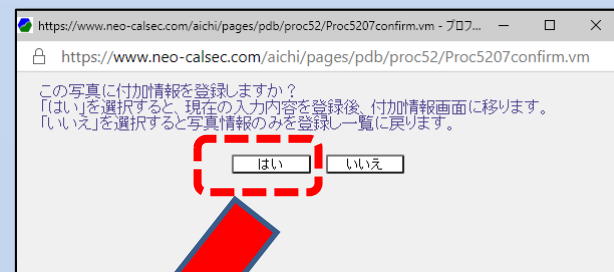 https://www.neo-calsec.com/aichi/pages/pdb/proc52/Proc5207confirm.vm - プロフ...
https://www.neo-calsec.com/aichi/pages/pdb/proc52/Proc5207confirm.vm
この写真に付加情報を登録しますか？
「はい」を選択すると、現在の入力内容を登録後、付加情報画面に移ります。
「いいえ」を選択すると写真情報のみを登録し一覧に戻ります。
はい いいえ